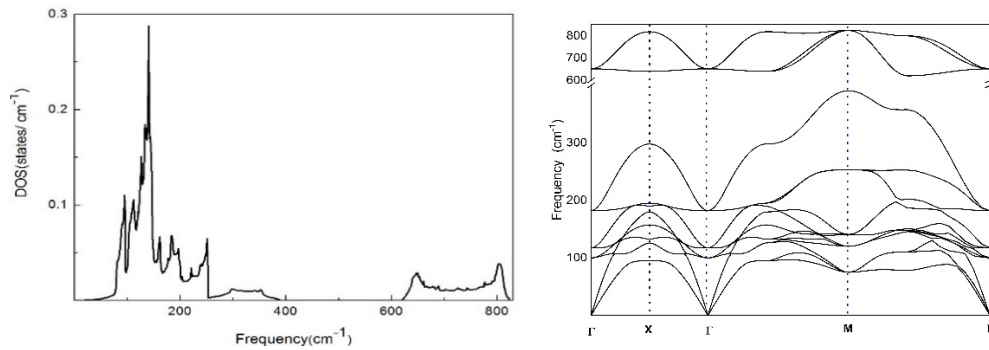 0.3
0.2
0.1
DOS(states/ cm⁻¹)
200 400 600 800
Frequency(cm⁻¹)
800
700
600
300
200
100
Frequency (cm⁻¹)
Γ X Γ M